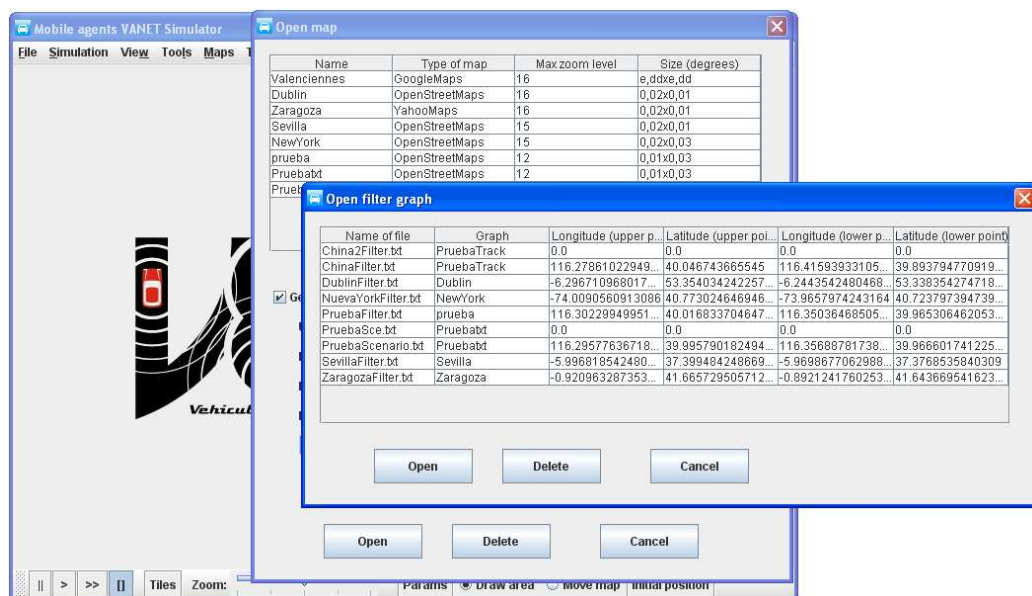 Mobile agents VANET Simulator
File Simulation View Tools Maps
Vehicul
|| > >> [] Tiles Zoom: Params Draw area Move map Initial position
Open map
Name Type of map Max zoom level Size (degrees)
Valenciennes GoogleMaps 16 e,ddxe,dd
Dublin OpenStreetMaps 16 0,02x0,01
Zaragoza YahooMaps 16 0,02x0,01
Sevilla OpenStreetMaps 15 0,02x0,01
NewYork OpenStreetMaps 15 0,02x0,03
prueba OpenStreetMaps 12 0,01x0,03
Pruebatxt OpenStreetMaps 12 0,01x0,03
Prueb
Ge
Open Delete Cancel
Open filter graph
Name of file Graph Longitude (upper p... Latitude (upper poi... Longitude (lower p... Latitude (lower point)
China2Filter.txt PruebaTrack 0.0 0.0 0.0 0.0
ChinaFilter.txt PruebaTrack 116.27861022949... 40.046743665545 116.41593933105... 39.893794770919...
DublinFilter.txt Dublin -6.296710968017... 53.354034242257... -6.2443542480468... 53.338354274718...
NuevaYorkFilter.txt NewYork -74.0090560913086 40.773024646946... -73.9657974243164 40.723797394739...
PruebaFilter.txt prueba 116.30229949951... 40.016833704647... 116.35036468505... 39.965306462053...
PruebaSce.txt Pruebatxt 0.0 0.0 0.0 0.0
PruebaScenario.txt Pruebatxt 116.29577636718... 39.995790182494... 116.35688781738... 39.966601741225...
SevillaFilter.txt Sevilla -5.996818542480... 37.399484248669... -5.9698677062988... 37.3768535840309
ZaragozaFilter.txt Zaragoza -0.920963287353... 41.665729505712... -0.8921241760253... 41.643669541623...
Open Delete Cancel